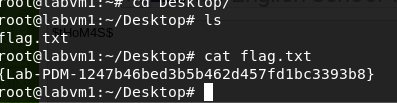 root@labvm1:~# cd Desktop/
root@labvm1:~/Desktop# ls
flag.txt
root@labvm1:~/Desktop# cat flag.txt
{Lab-PDM-1247b46bed3b5b462d457fd1bc3393b8}
root@labvm1:~/Desktop#